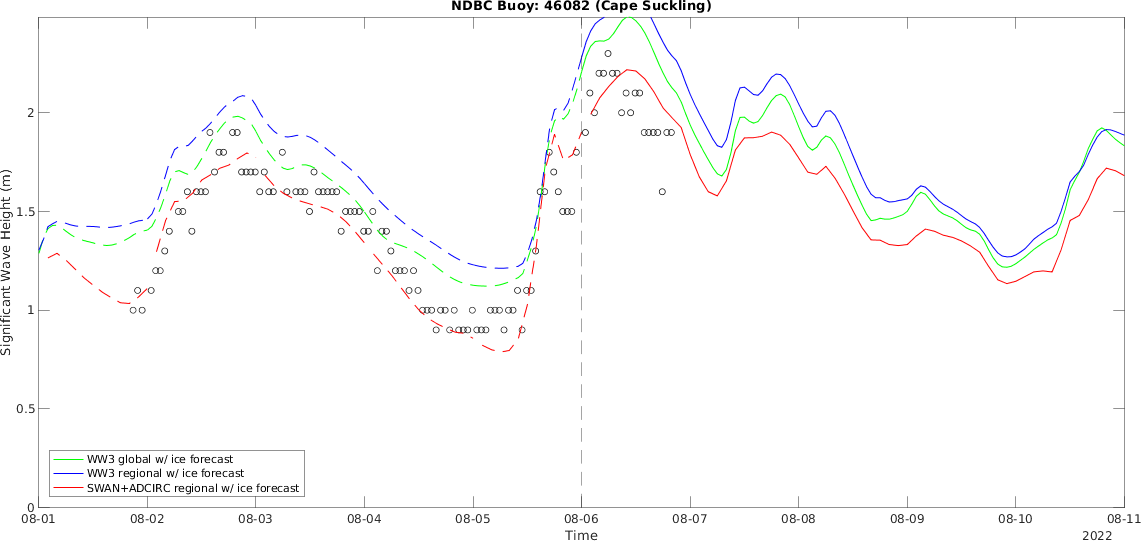 NDBC Buoy: 46082 (Cape Suckling)
Significant Wave Height (m)
2
1.5
1
0.5
0
WW3 global w/ ice forecast
WW3 regional w/ ice forecast
SWAN+ADCIRC regional w/ ice forecast
08-01 08-02 08-03 08-04 08-05 08-06 08-07 08-08 08-09 08-10 08-11
Time
2022